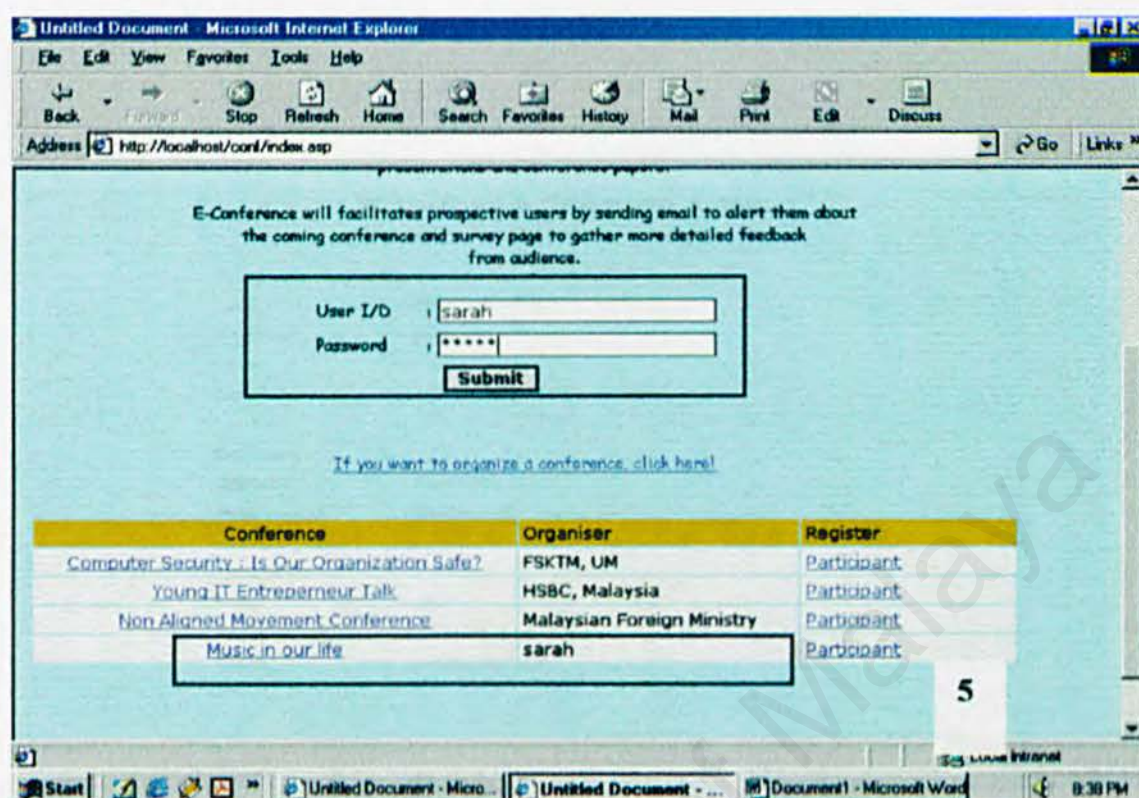 Untitled Document - Microsoft Internet Explorer
File Edit View Favorites Tools Help
Back Forward Stop Refresh Home Search Favorites History Mail Print Edit Discuss
Address http://localhost/conf/index.asp Go Links »
E-Conference will facilitates prospective users by sending email to alert them about
the coming conference and survey page to gather more detailed feedback
from audience.
User I/D : sarah
Password : *****
Submit
If you want to organize a conference, click here!
Conference Organiser Register
Computer Security : Is Our Organization Safe? FSKTM, UM Participant
Young IT Entreperneur Talk HSBC, Malaysia Participant
Non Aligned Movement Conference Malaysian Foreign Ministry Participant
Music in our life sarah Participant
5
Local intranet
Start » Untitled Document - Micro... Untitled Document - ... Document1 - Microsoft Word 8:38 PM
Malaya